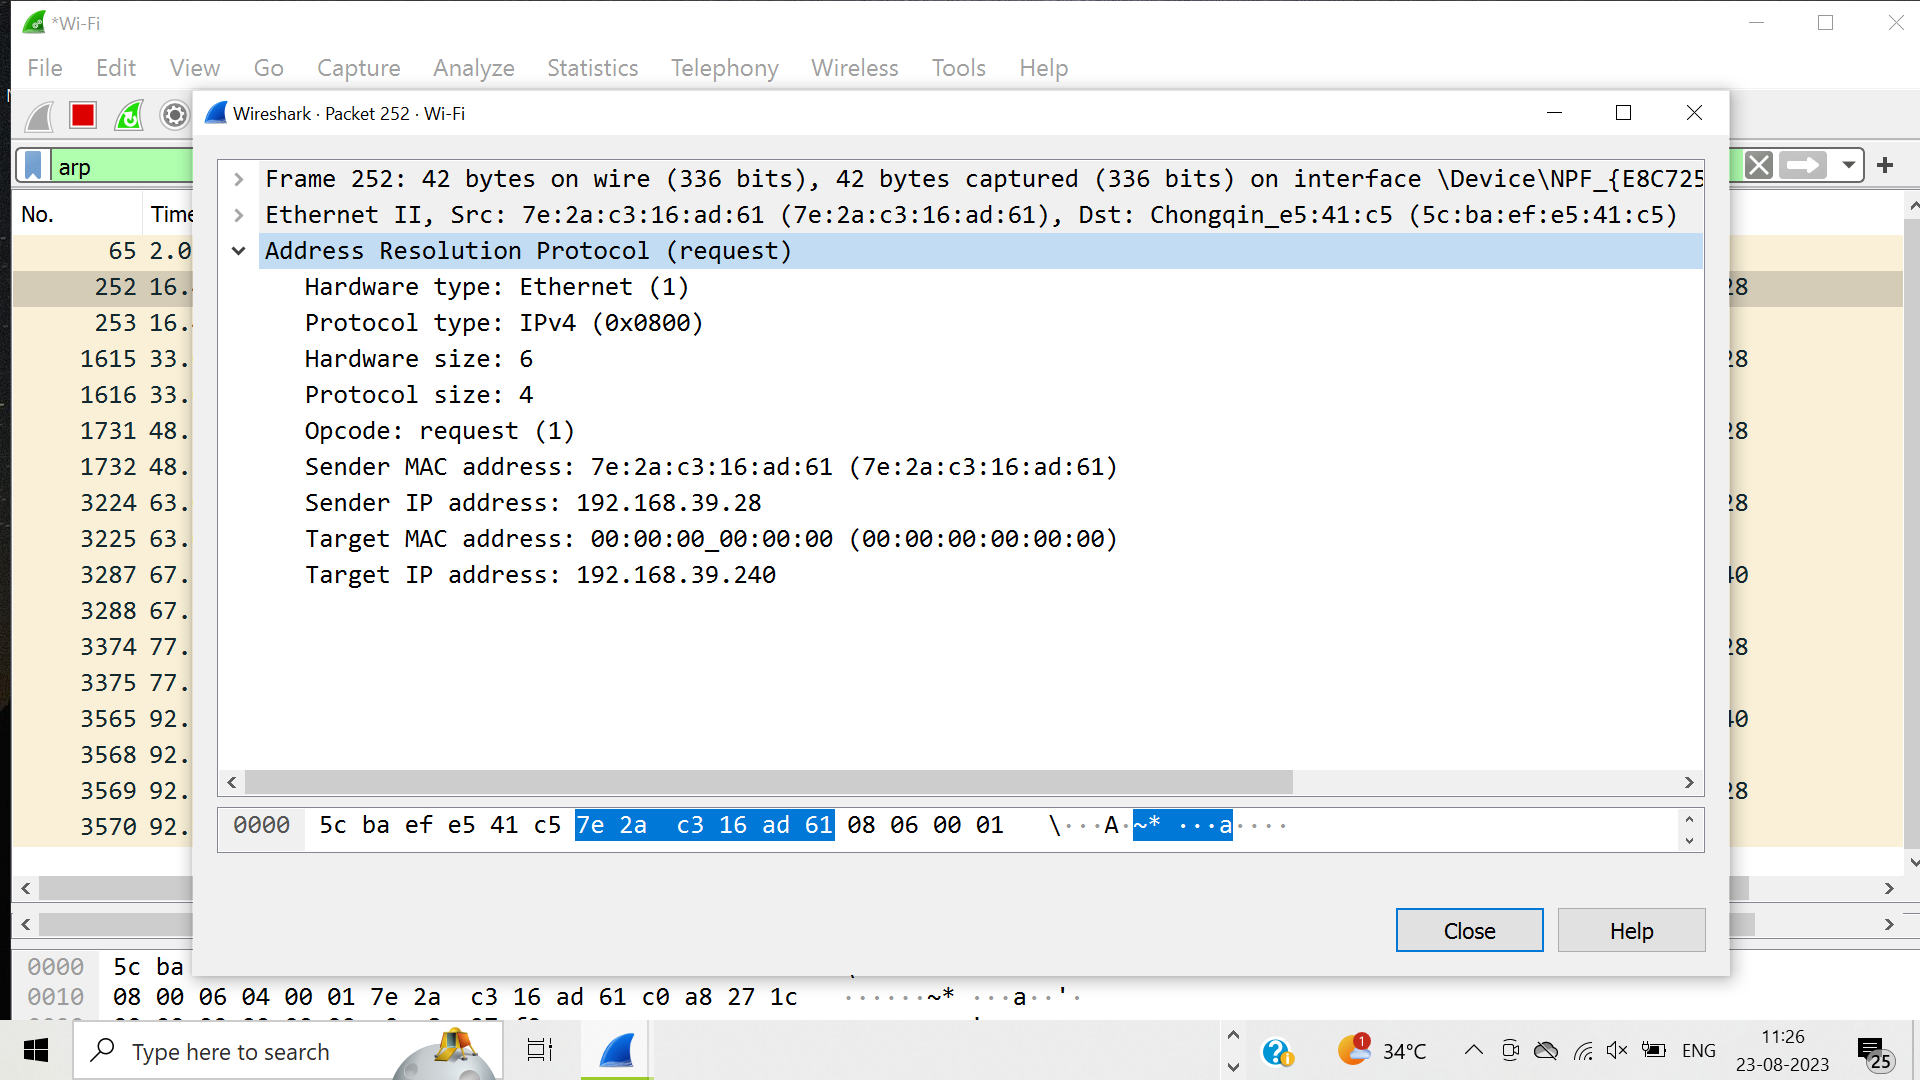 *Wi-Fi
File Edit View Go Capture Analyze Statistics Telephony Wireless Tools Help
Wireshark · Packet 252 · Wi-Fi
arp
No. Time
65 2.0
252 16. 28
253 16.
1615 33. 28
1616 33.
1731 48. 28
1732 48.
3224 63. 28
3225 63.
3287 67. 40
3288 67.
3374 77. 28
3375 77.
3565 92. 40
3568 92.
3569 92. 28
3570 92.
Frame 252: 42 bytes on wire (336 bits), 42 bytes captured (336 bits) on interface \Device\NPF_{E8C725
Ethernet II, Src: 7e:2a:c3:16:ad:61 (7e:2a:c3:16:ad:61), Dst: Chongqin_e5:41:c5 (5c:ba:ef:e5:41:c5)
Address Resolution Protocol (request)
Hardware type: Ethernet (1)
Protocol type: IPv4 (0x0800)
Hardware size: 6
Protocol size: 4
Opcode: request (1)
Sender MAC address: 7e:2a:c3:16:ad:61 (7e:2a:c3:16:ad:61)
Sender IP address: 192.168.39.28
Target MAC address: 00:00:00_00:00:00 (00:00:00:00:00:00)
Target IP address: 192.168.39.240
0000 5c ba ef e5 41 c5 7e 2a c3 16 ad 61 08 06 00 01 \···A·~* ···a····
Close Help
0000 5c ba
0010 08 00 06 04 00 01 7e 2a c3 16 ad 61 c0 a8 27 1c ······~* ···a··'·
Type here to search
1 34°C ENG 11:26
23-08-2023
25